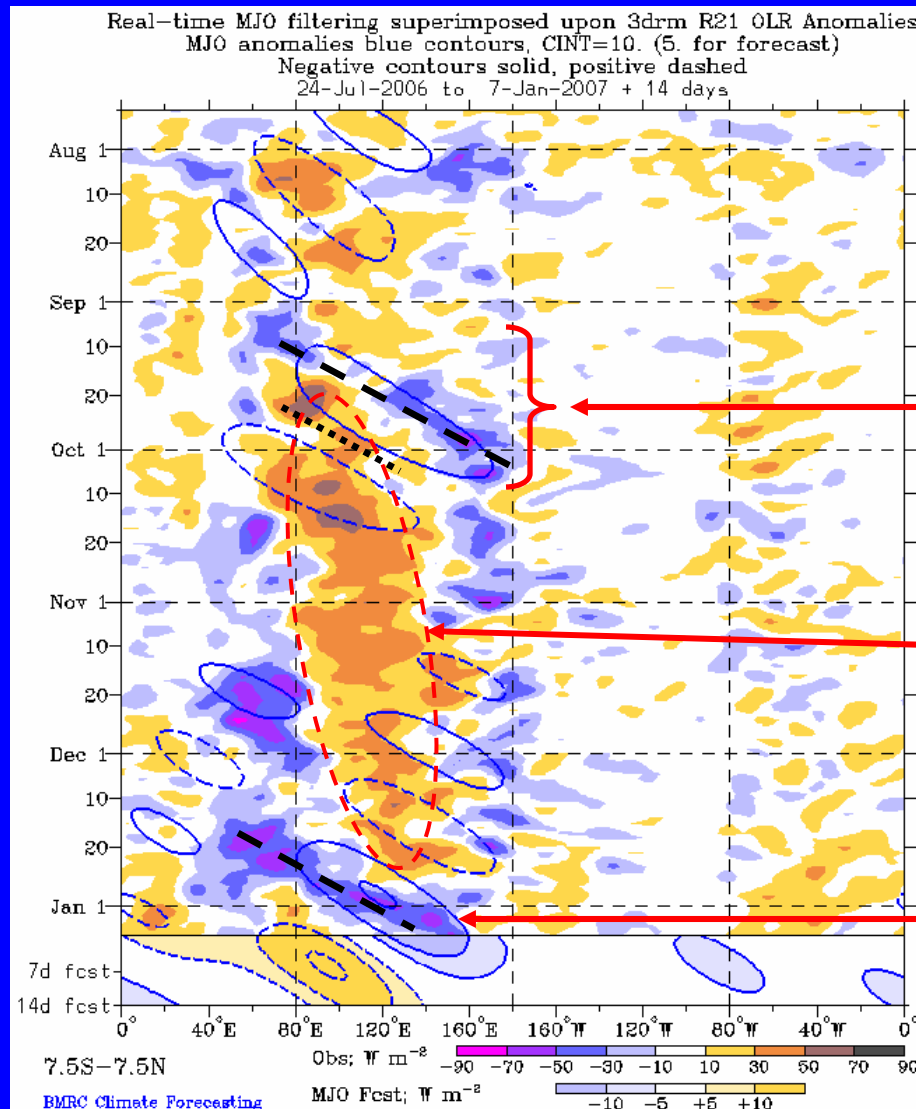 Real-time MJO filtering superimposed upon 3drm R21 OLR Anomalies
MJO anomalies blue contours, CINT=10. (5. for forecast)
Negative contours solid, positive dashed
24-Jul-2006 to 7-Jan-2007 + 14 days
Aug 1
10
20
Sep 1
10
20
Oct 1
10
20
Nov 1
10
20
Dec 1
10
20
Jan 1
7d fcst
14d fcst
0° 40°E 80°E 120°E 160°E 160°W 120°W 80°W 40°W 0°
7.5S-7.5N
Obs; W m-2
-90 -70 -50 -30 -10 10 30 50 70 90
MJO Fcst; W m-2
-10 -5 +5 +10
BMRC Climate Forecasting